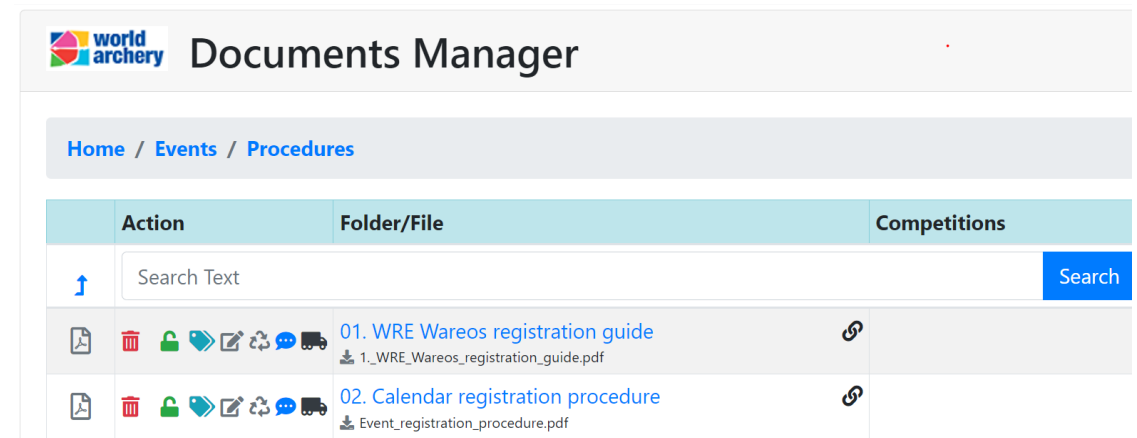 world
archery
Documents Manager
Home / Events / Procedures
Action Folder/File Competitions
Search Text Search
01. WRE Wareos registration guide
1._WRE_Wareos_registration_guide.pdf
02. Calendar registration procedure
Event_registration_procedure.pdf